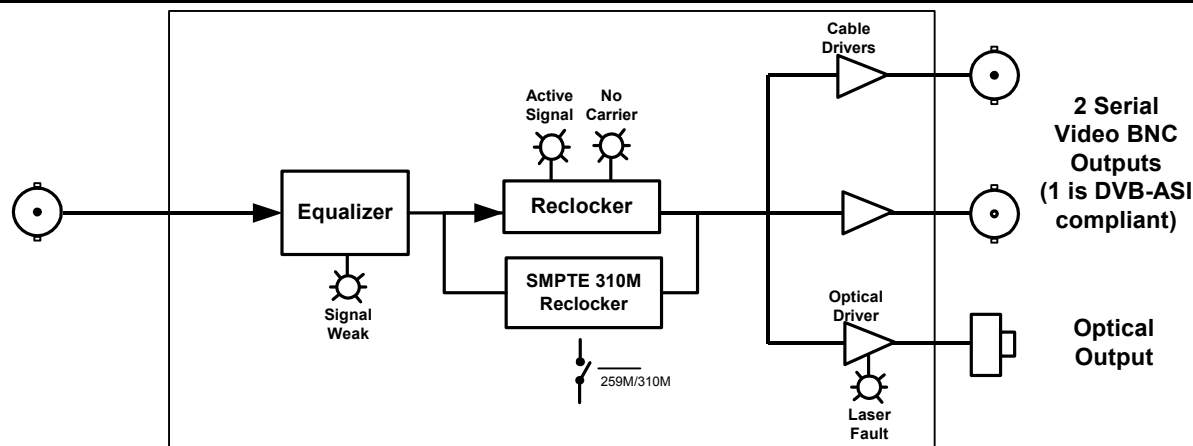 Cable
Drivers
Active
Signal
No
Carrier
2 Serial
Video BNC
Outputs
(1 is DVB-ASI
compliant)
Equalizer
Reclocker
SMPTE 310M
Reclocker
Signal
Weak
259M/310M
Optical
Driver
Laser
Fault
Optical
Output